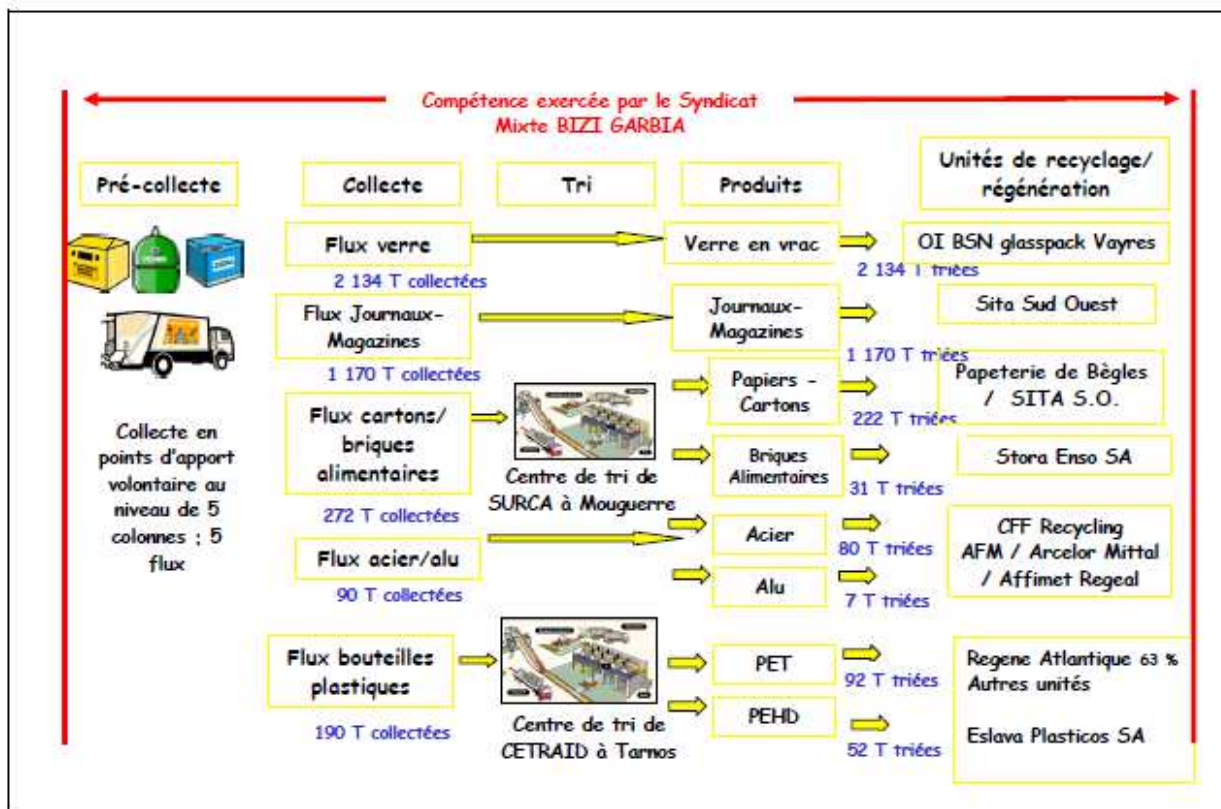 Compétence exercée par le Syndicat
Mixte BIZI GARBIA
Pré-collecte
Collecte
Tri
Produits
Unités de recyclage/
régénération
Flux verre
2 134 T collectées
Verre en vrac
2 134 T triées
OI BSN glasspack Vayres
Flux Journaux-
Magazines
1 170 T collectées
Journaux-
Magazines
1 170 T triées
Sita Sud Ouest
Collecte en
points d'apport
volontaire au
niveau de 5
colonnes ; 5
flux
Flux cartons/
briques
alimentaires
272 T collectées
Centre de tri de
SURCA à Mouguerre
Papiers -
Cartons
222 T triées
Papeterie de Bègles
/ SITA S.O.
Briques
Alimentaires
31 T triées
Stora Enso SA
Flux acier/alu
90 T collectées
Acier
80 T triées
Alu
7 T triées
CFF Recycling
AFM / Arcelor Mittal
/ Affimet Regeal
Flux bouteilles
plastiques
190 T collectées
Centre de tri de
CETRAID à Tarnos
PET
92 T triées
PEHD
52 T triées
Regene Atlantique 63 %
Autres unités
Eslava Plasticos SA